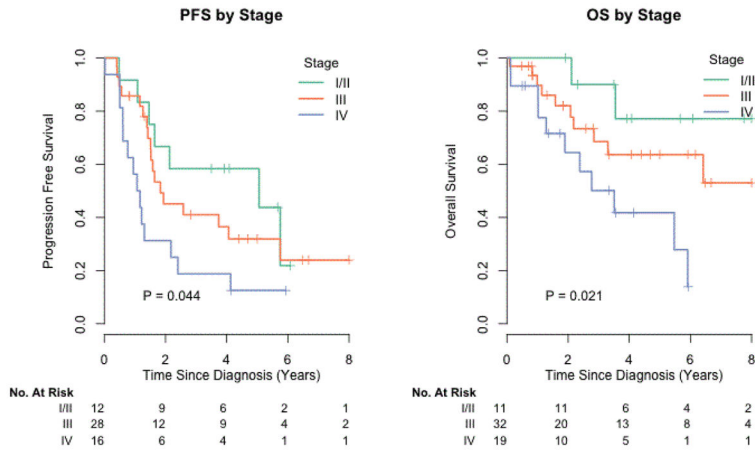 PFS by Stage
Progression Free Survival
1.0
0.8
0.6
0.4
0.2
0.0
Stage
I/II
III
IV
P = 0.044
0 2 4 6 8
Time Since Diagnosis (Years)
No. At Risk
I/II 12 9 6 2 1
III 28 12 9 4 2
IV 16 6 4 1 1
OS by Stage
Overall Survival
1.0
0.8
0.6
0.4
0.2
0.0
Stage
I/II
III
IV
P = 0.021
0 2 4 6 8
Time Since Diagnosis (Years)
No. At Risk
I/II 11 11 6 4 2
III 32 20 13 8 4
IV 19 10 5 1 1